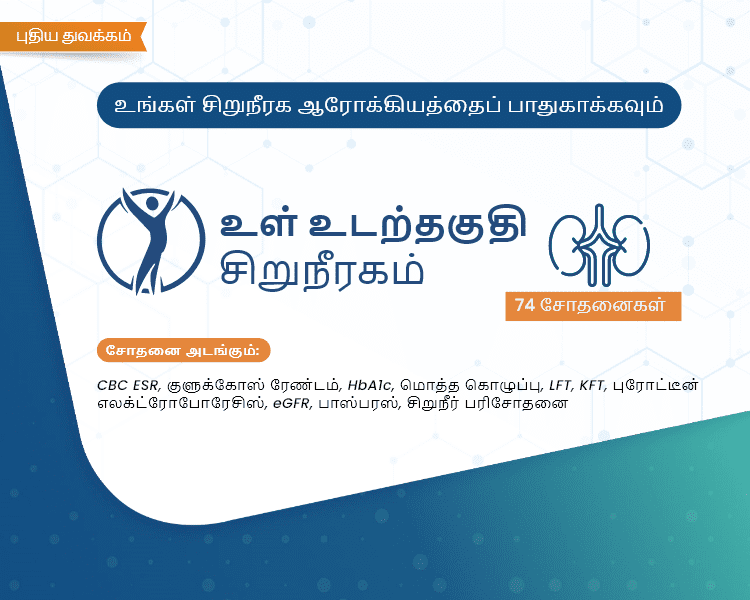 புதிய துவக்கம்
உங்கள் சிறுநீரக ஆரோக்கியத்தைப் பாதுகாக்கவும்
உள் உடற்தகுதி
சிறுநீரகம்
74 சோதனைகள்
சோதனை அடங்கும்:
CBC ESR, குளுக்கோஸ் ரேண்டம், HbA1c, மொத்த கொழுப்பு, LFT, KFT, புரோட்டீன்
எலக்ட்ரோபோரேசிஸ், eGFR, பாஸ்பரஸ், சிறுநீர் பரிசோதனை